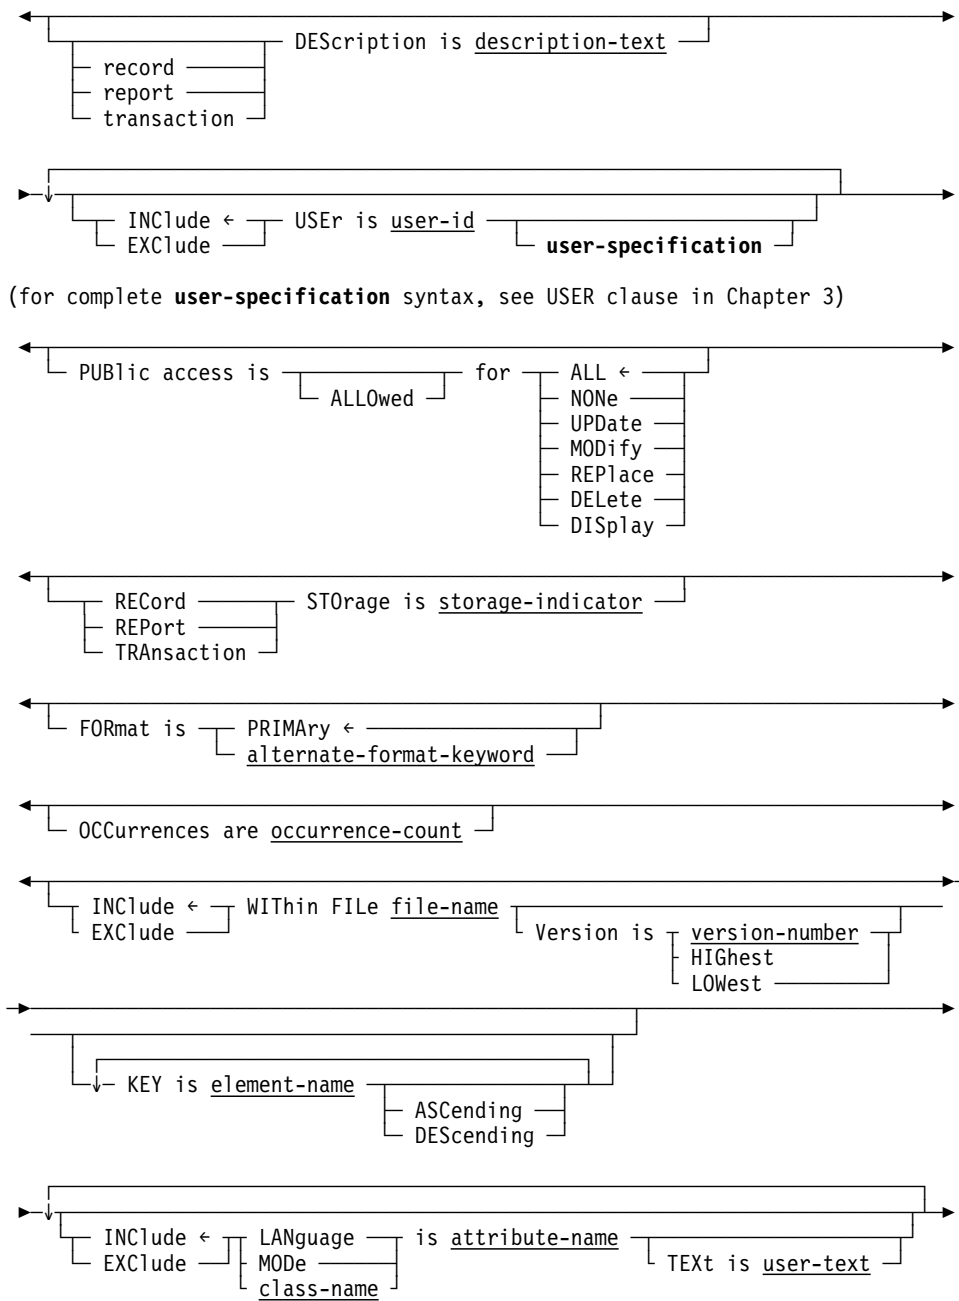 DEScription is description-text
record
report
transaction
INClude ← USEr is user-id
EXClude user-specification
(for complete user-specification syntax, see USER clause in Chapter 3)
PUBlic access is for ALL ←
ALLOwed NONe
UPDate
MODify
REPlace
DELete
DISplay
RECord STOrage is storage-indicator
REPort
TRAnsaction
FORmat is PRIMAry ←
alternate-format-keyword
OCCurrences are occurrence-count
INClude ← WIThin FILe file-name
EXClude Version is version-number
HIGhest
LOWest
KEY is element-name
ASCending
DEScending
INClude ← LANguage is attribute-name
EXClude MODe TEXt is user-text
class-name